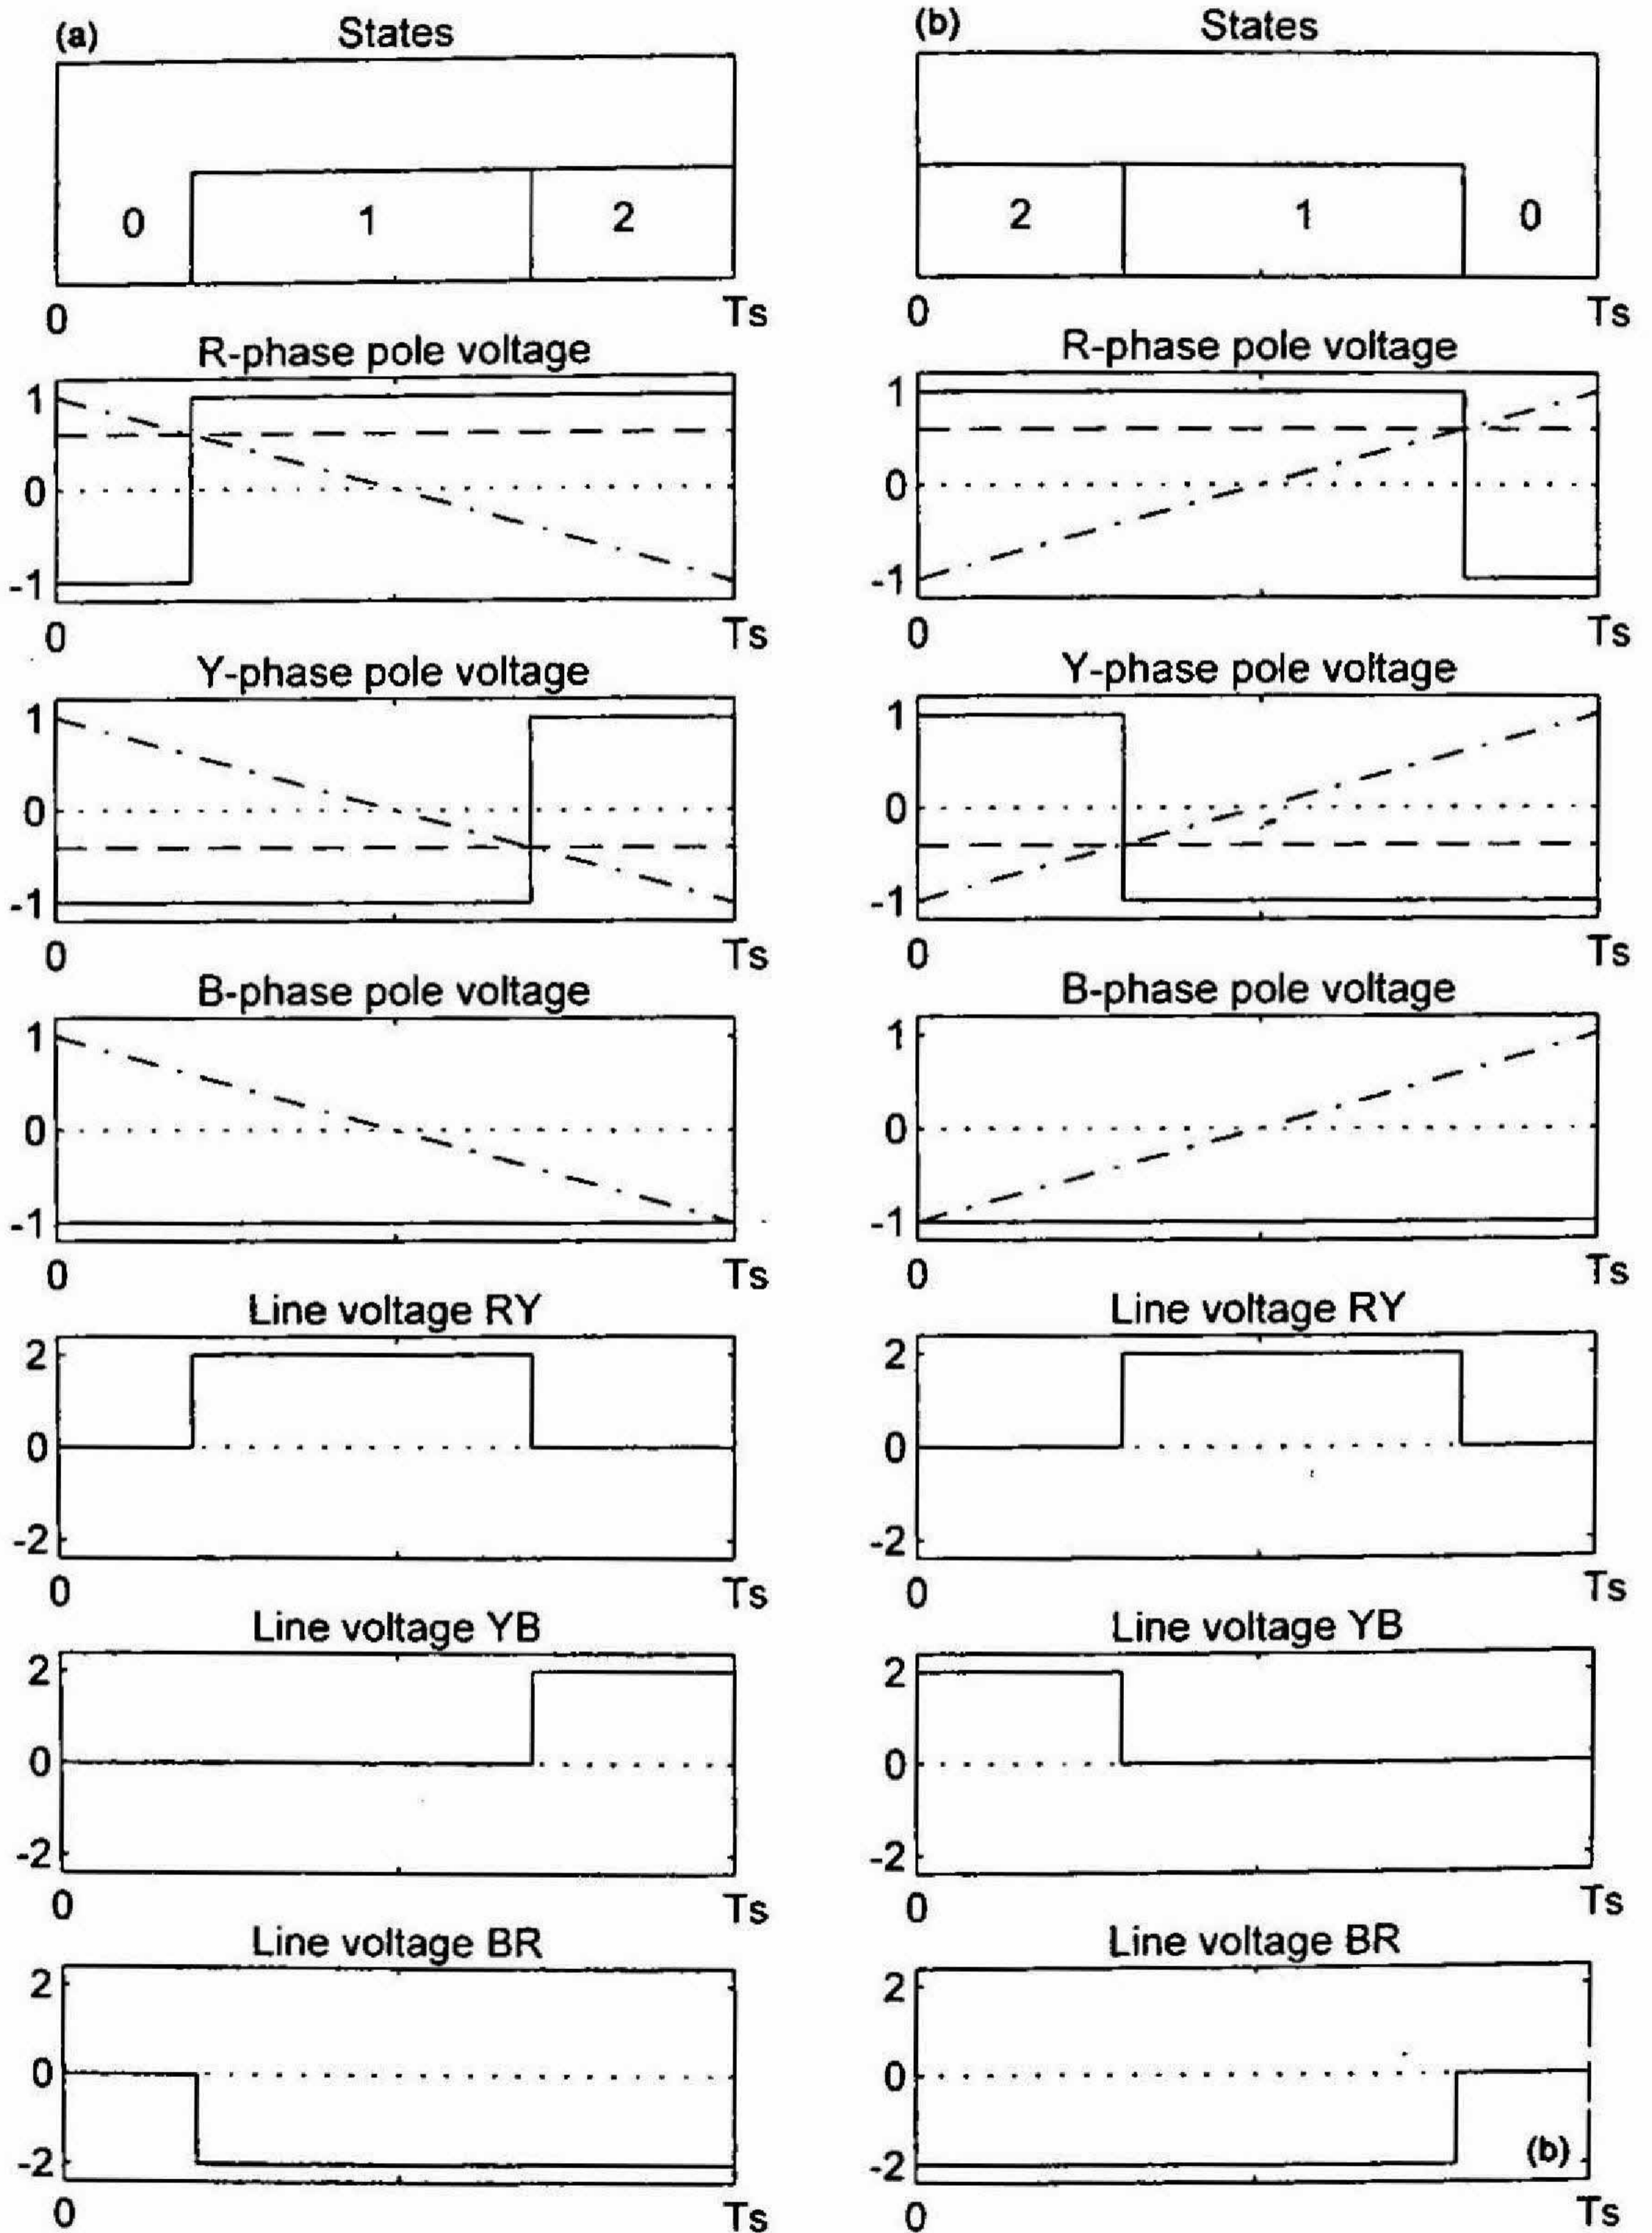 (a) States
0 1 2
0 Ts
R-phase pole voltage
1
0
-1
0 Ts
Y-phase pole voltage
1
0
-1
0 Ts
B-phase pole voltage
1
0
-1
0 Ts
Line voltage RY
2
0
-2
0 Ts
Line voltage YB
2
0
-2
0 Ts
Line voltage BR
2
0
-2
0 Ts
(b) States
2 1 0
0 Ts
R-phase pole voltage
1
0
-1
0 Ts
Y-phase pole voltage
1
0
-1
0 Ts
B-phase pole voltage
1
0
-1
0 Ts
Line voltage RY
2
0
-2
0 Ts
Line voltage YB
2
0
-2
0 Ts
Line voltage BR
2
0
-2
(b)
0 Ts